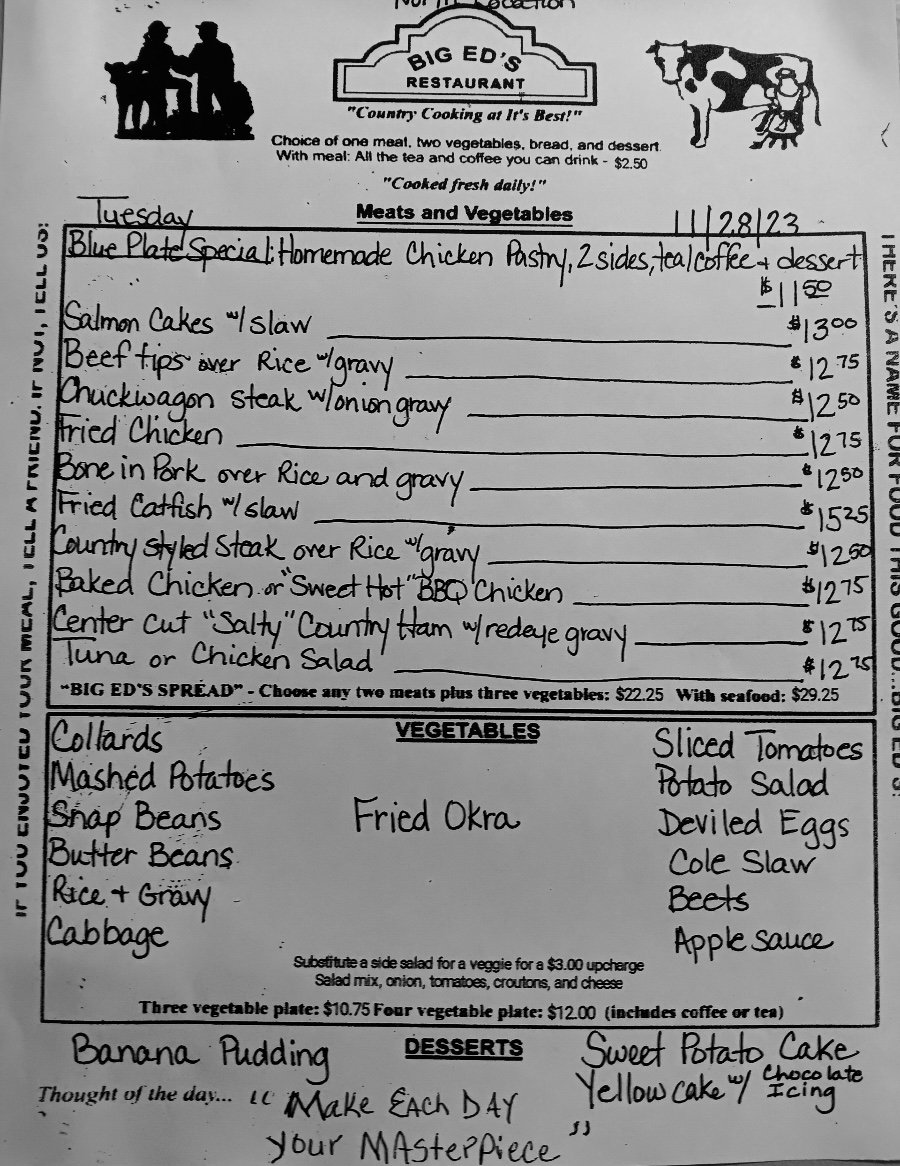 North Location
BIG ED'S
RESTAURANT
"Country Cooking at It's Best!"
Choice of one meat, two vegetables, bread, and dessert.
With meal: All the tea and coffee you can drink - $2.50
"Cooked fresh daily!"
Tuesday Meats and Vegetables 11/28/23
Blue Plate Special: Homemade Chicken Pastry, 2 sides, tea/coffee + dessert
$11.50
Salmon Cakes w/ slaw $13.00
Beef tips over Rice w/gravy $12.75
Chuckwagon steak w/onion gravy $12.50
Fried Chicken $12.75
Bone in Pork over Rice and gravy $12.50
Fried Catfish w/ slaw $15.25
Country styled Steak over Rice w/gravy $12.50
Baked Chicken or "Sweet Hot" BBQ Chicken $12.75
Center Cut "Salty" Country Ham w/redeye gravy $12.75
Tuna or Chicken Salad $12.75
"BIG ED'S SPREAD" - Choose any two meats plus three vegetables: $22.25 With seafood: $29.25
IF YOU ENJOYED YOUR MEAL, TELL A FRIEND. IF NOT, TELL US!
THERE'S A NAME FOR FOOD THIS GOOD...BIG ED'S!
VEGETABLES
Collards
Mashed Potatoes
Snap Beans
Butter Beans
Rice + Gravy
Cabbage
Fried Okra
Sliced Tomatoes
Potato Salad
Deviled Eggs
Cole Slaw
Beets
Apple sauce
Substitute a side salad for a veggie for a $3.00 upcharge
Salad mix, onion, tomatoes, croutons, and cheese
Three vegetable plate: $10.75 Four vegetable plate: $12.00 (includes coffee or tea)
DESSERTS
Banana Pudding
Sweet Potato Cake
Yellow cake w/ Chocolate Icing
Thought of the day... "Make Each Day
Your Masterpiece"